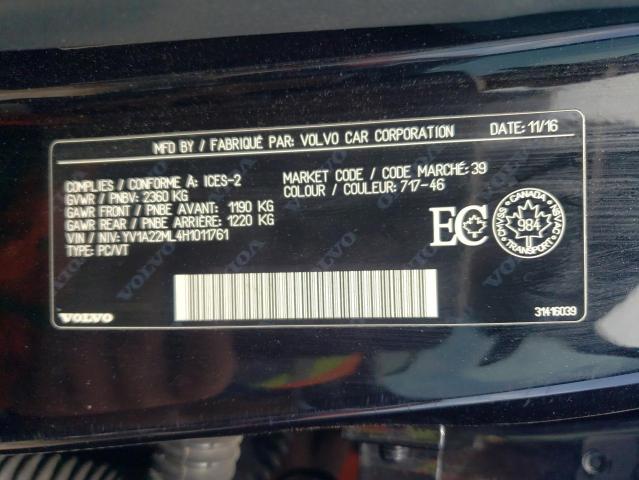 MFD BY / FABRIQUÉ PAR: VOLVO CAR CORPORATION DATE: 11/16
COMPLIES / CONFORME À: ICES-2
GVWR / PNBV: 2360 KG
GAWR FRONT / PNBE AVANT: 1190 KG
GAWR REAR / PNBE ARRIÈRE: 1220 KG
VIN / NIV: YV1A22ML4H1011761
TYPE: PC/VT
MARKET CODE / CODE MARCHÉ: 39
COLOUR / COULEUR: 717-46
EC
CANADA
984
TRANSPORT
VOLVO
31416039